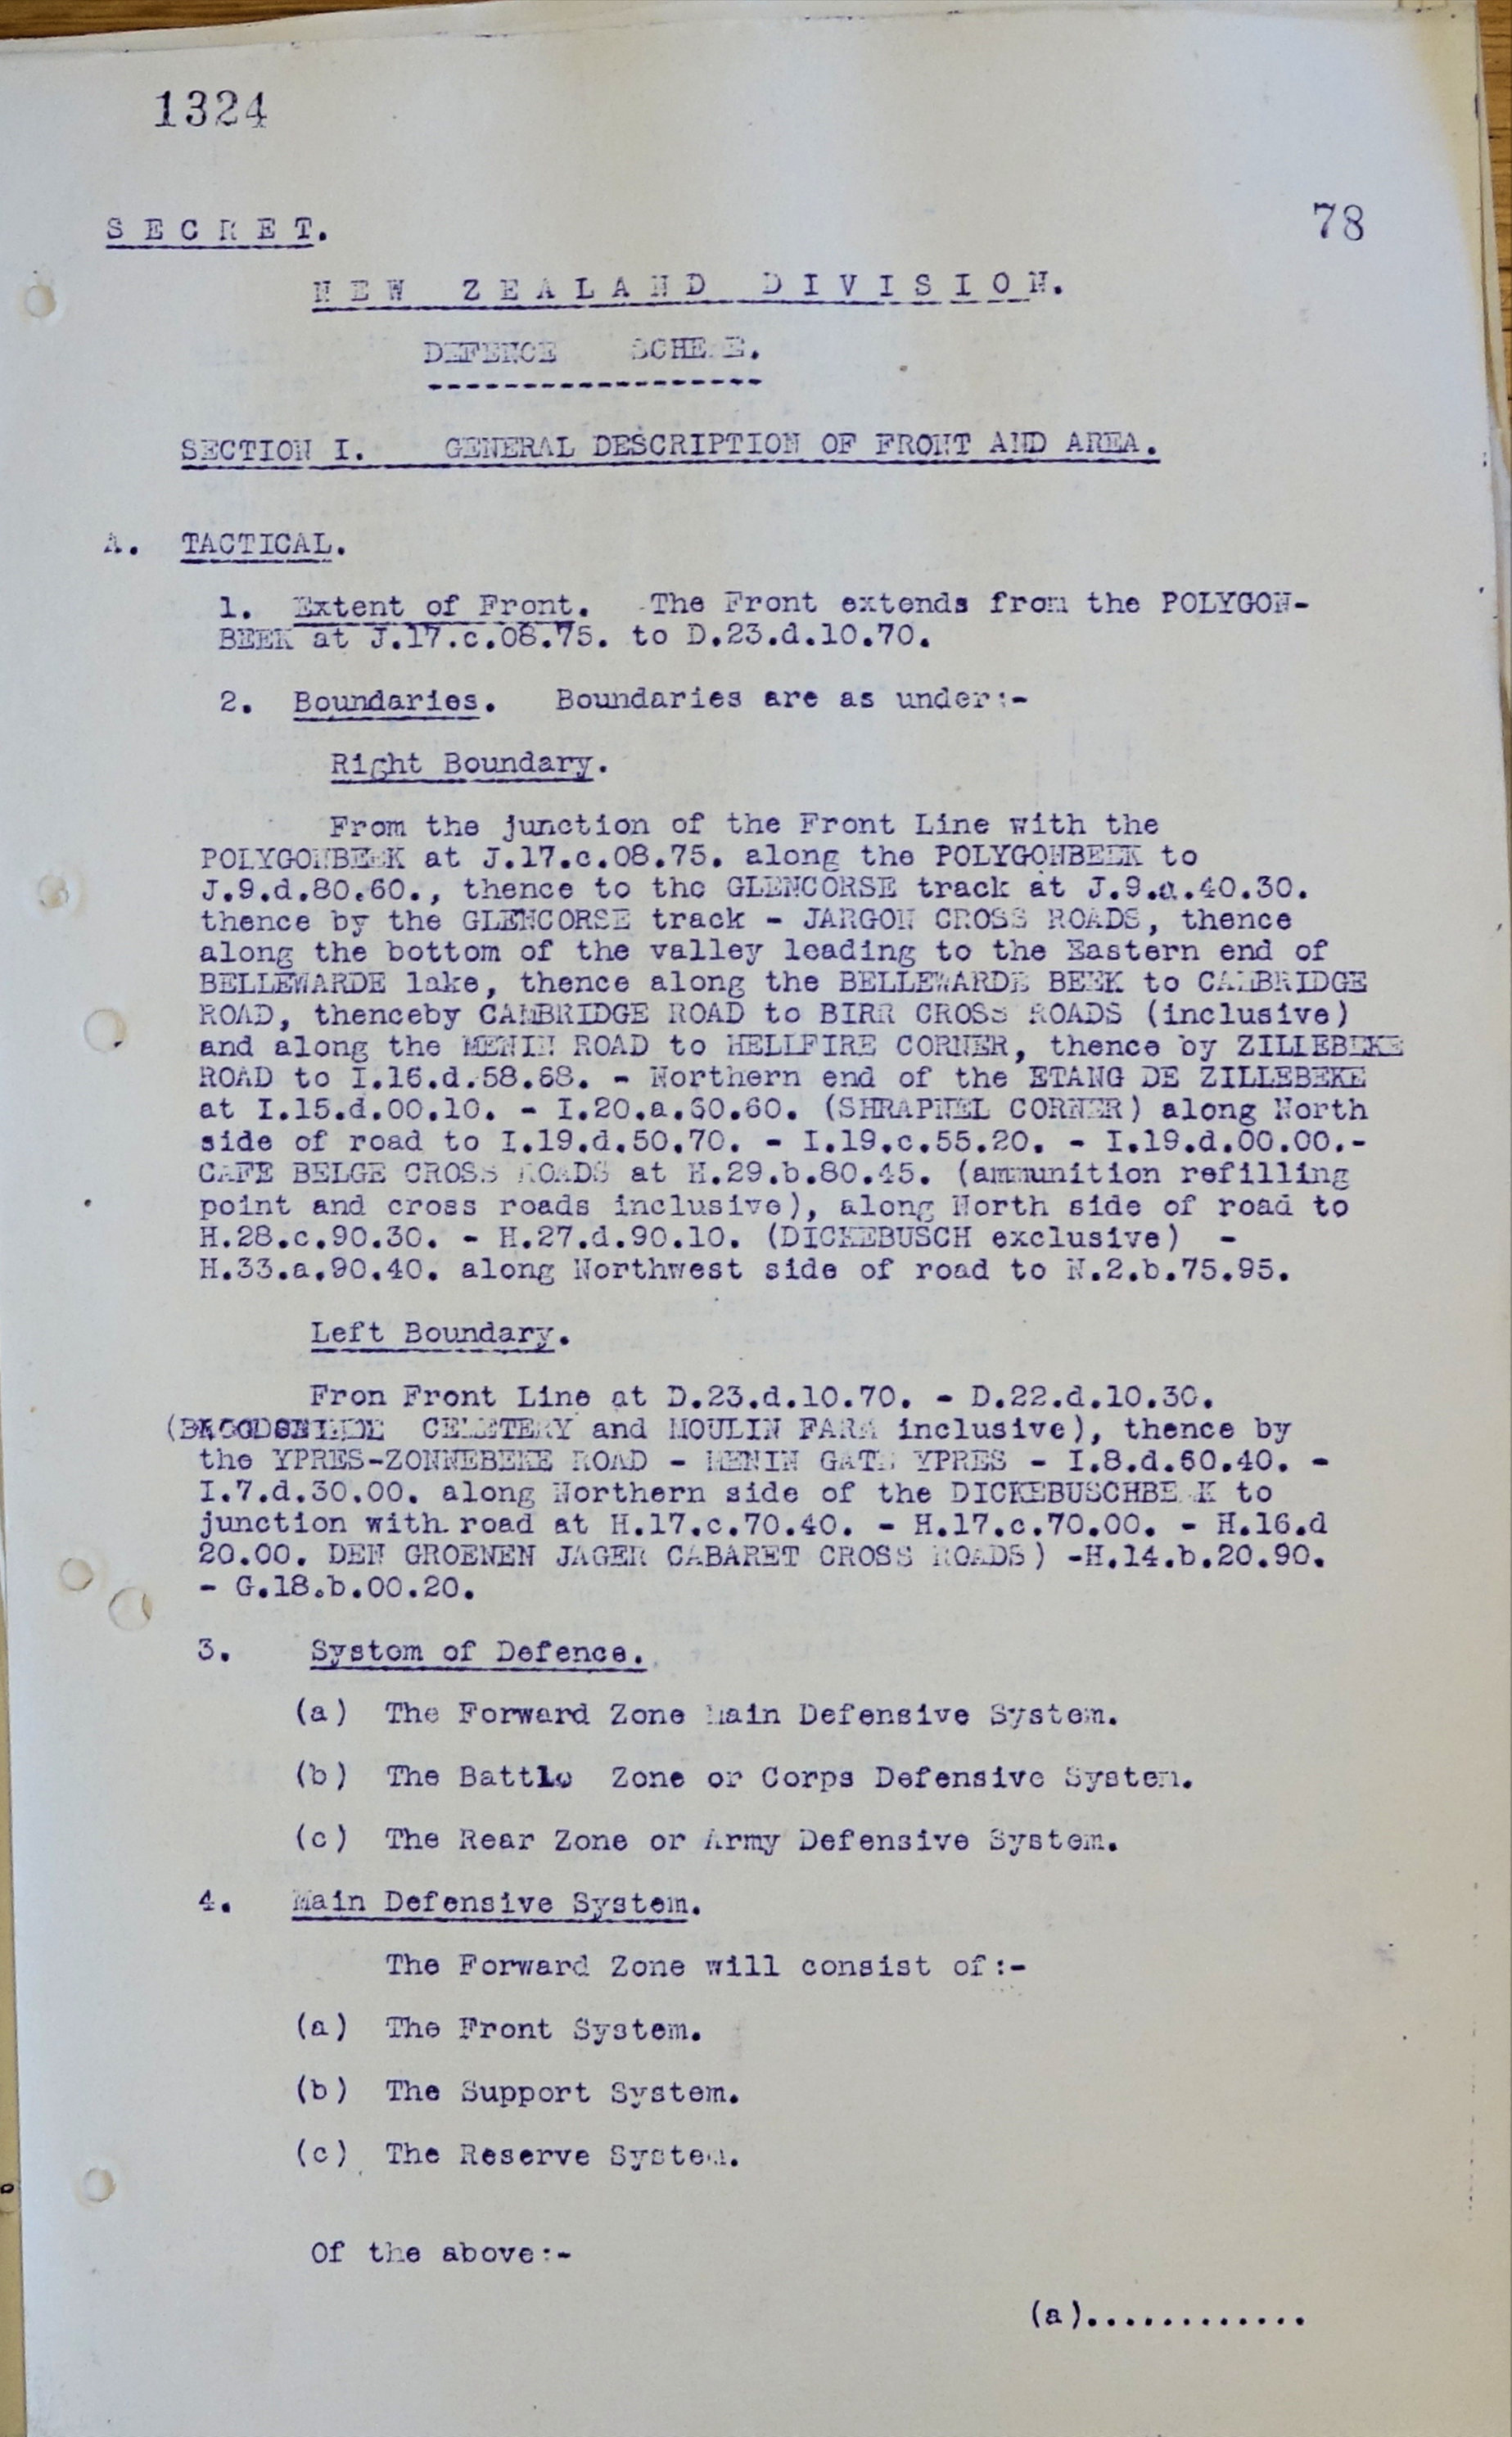 1324
78
S E C R E T.
N E W   Z E A L A N D   D I V I S I O N.
DEFENCE   SCHEME.
SECTION I.   GENERAL DESCRIPTION OF FRONT AND AREA.
A.  TACTICAL.
1.  Extent of Front.   The Front extends from the POLYGON-
BEEK at J.17.c.08.75. to D.23.d.10.70.
2.  Boundaries.   Boundaries are as under:-
Right Boundary.
From the junction of the Front Line with the
POLYGONBEEK at J.17.c.08.75. along the POLYGONBEEK to
J.9.d.80.60., thence to the GLENCORSE track at J.9.a.40.30.
thence by the GLENCORSE track - JARGON CROSS ROADS, thence
along the bottom of the valley leading to the Eastern end of
BELLEWARDE lake, thence along the BELLEWARDE BEEK to CAMBRIDGE
ROAD, thenceby CAMBRIDGE ROAD to BIRR CROSS ROADS (inclusive)
and along the MENIN ROAD to HELLFIRE CORNER, thence by ZILLEBEKE
ROAD to I.16.d.58.68. - Northern end of the ETANG DE ZILLEBEKE
at I.15.d.00.10. - I.20.a.60.60. (SHRAPNEL CORNER) along North
side of road to I.19.d.50.70. - I.19.c.55.20. - I.19.d.00.00.-
CAFE BELGE CROSS ROADS at H.29.b.80.45. (ammunition refilling
point and cross roads inclusive), along North side of road to
H.28.c.90.30. - H.27.d.90.10. (DICKEBUSCH exclusive)  -
H.33.a.90.40. along Northwest side of road to N.2.b.75.95.
Left Boundary.
Fron Front Line at D.23.d.10.70. - D.22.d.10.30.
(BROODSEINDE  CEMETERY and MOULIN FARM inclusive), thence by
the YPRES-ZONNEBEKE ROAD - MENIN GATE YPRES - I.8.d.60.40. -
I.7.d.30.00. along Northern side of the DICKEBUSCHBEEK to
junction with road at H.17.c.70.40. - H.17.c.70.00. - H.16.d
20.00. DEN GROENEN JAGER CABARET CROSS ROADS) -H.14.b.20.90.
- G.18.b.00.20.
3.   System of Defence.
(a)  The Forward Zone Main Defensive System.
(b)  The Battle  Zone or Corps Defensive System.
(c)  The Rear Zone or Army Defensive System.
4.   Main Defensive System.
The Forward Zone will consist of:-
(a)  The Front System.
(b)  The Support System.
(c)  The Reserve System.
Of the above:-
(a)............